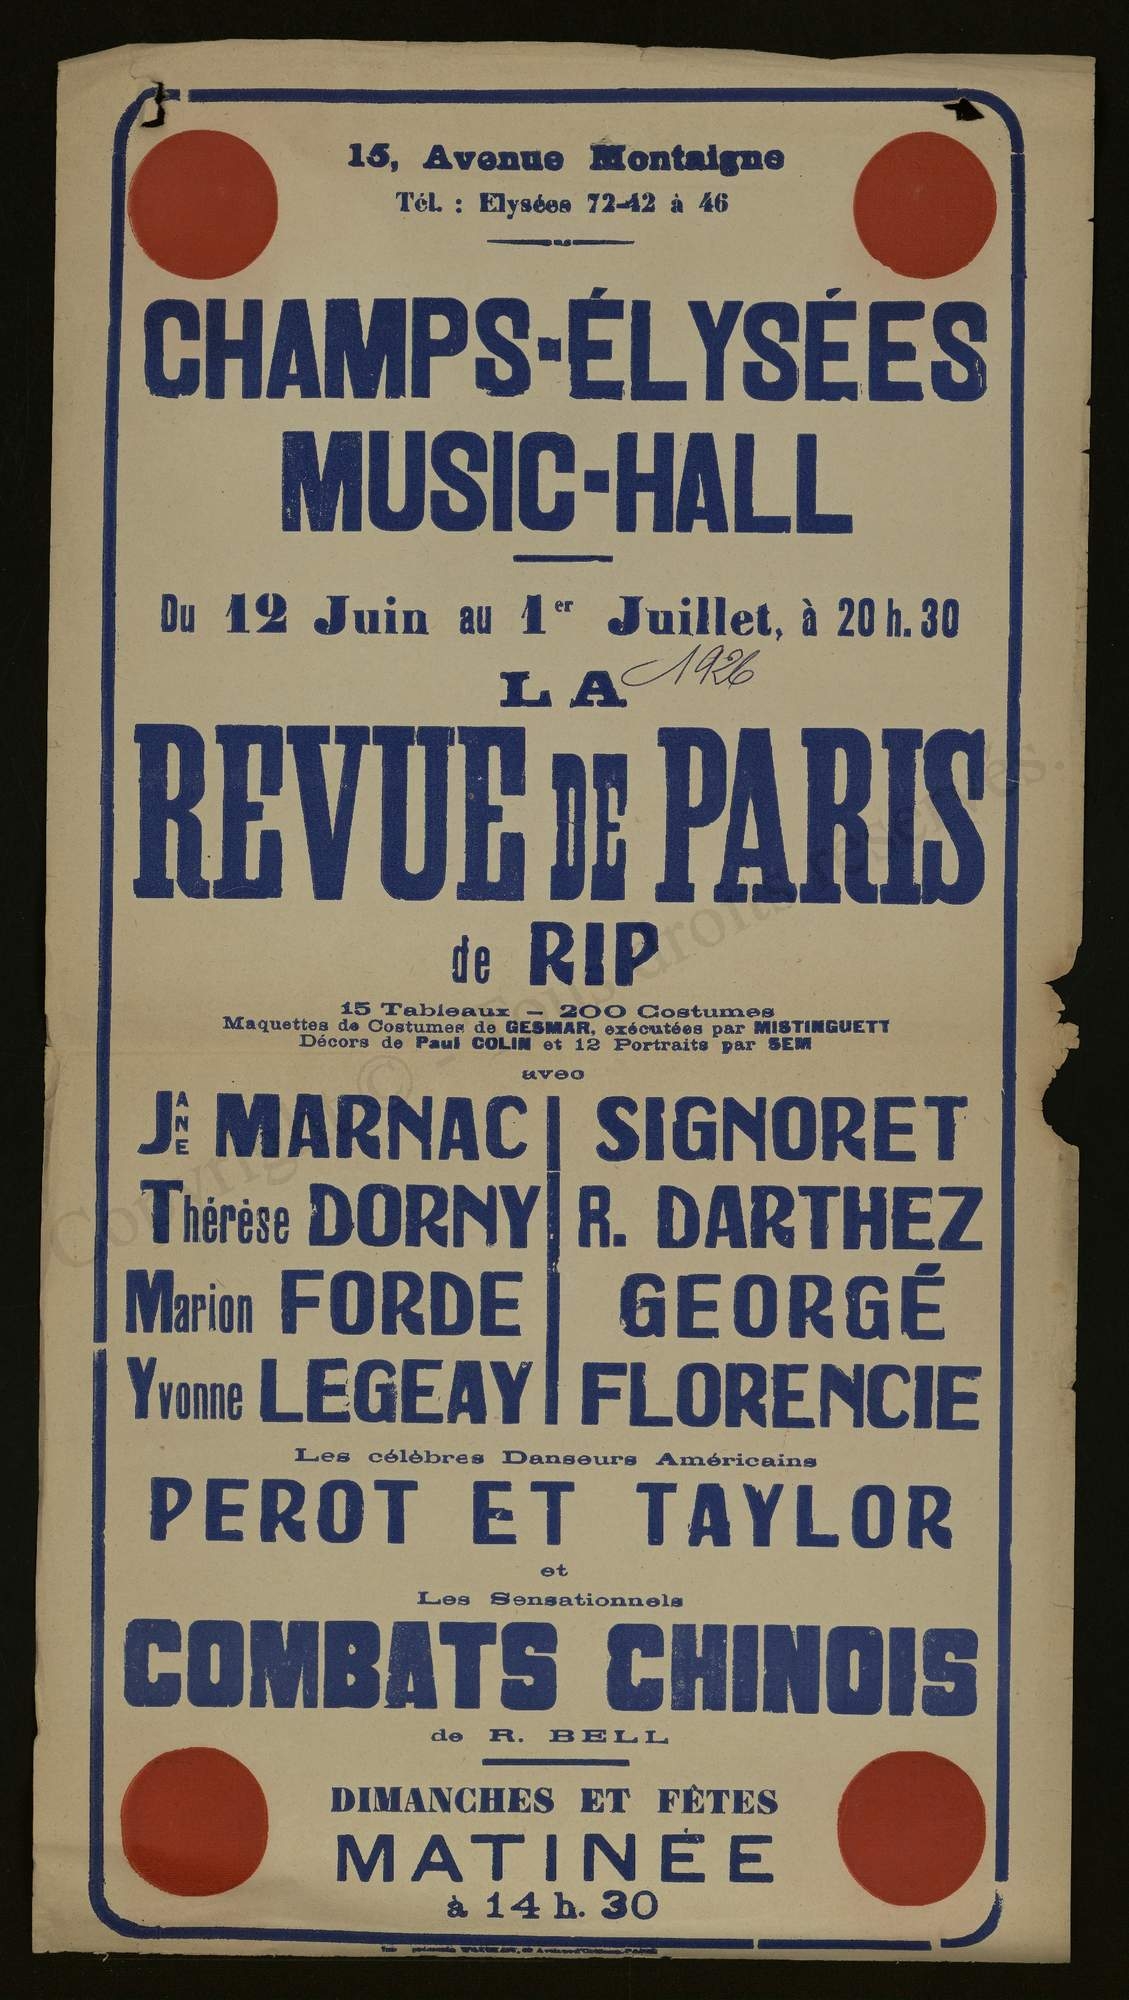 15, Avenue Montaigne
Tél. : Elysées 72-42 à 46
CHAMPS-ÉLYSÉES
MUSIC-HALL
Du 12 Juin au 1er Juillet, à 20 h. 30
1926
LA
REVUE DE PARIS
de RIP
15 Tableaux - 200 Costumes
Maquettes de Costumes de GESMAR, exécutées par MISTINGUETT
Décors de Paul COLIN et 12 Portraits par SEM
avec
JANE MARNAC
Thérèse DORNY
Marion FORDE
Yvonne LEGEAY
SIGNORET
R. DARTHEZ
GEORGÉ
FLORENCIE
Les célèbres Danseurs Américains
PEROT ET TAYLOR
et
Les Sensationnels
COMBATS CHINOIS
de R. BELL
DIMANCHES ET FÊTES
MATINÉE
à 14 h. 30
Copyright © - Tous droits réservés.